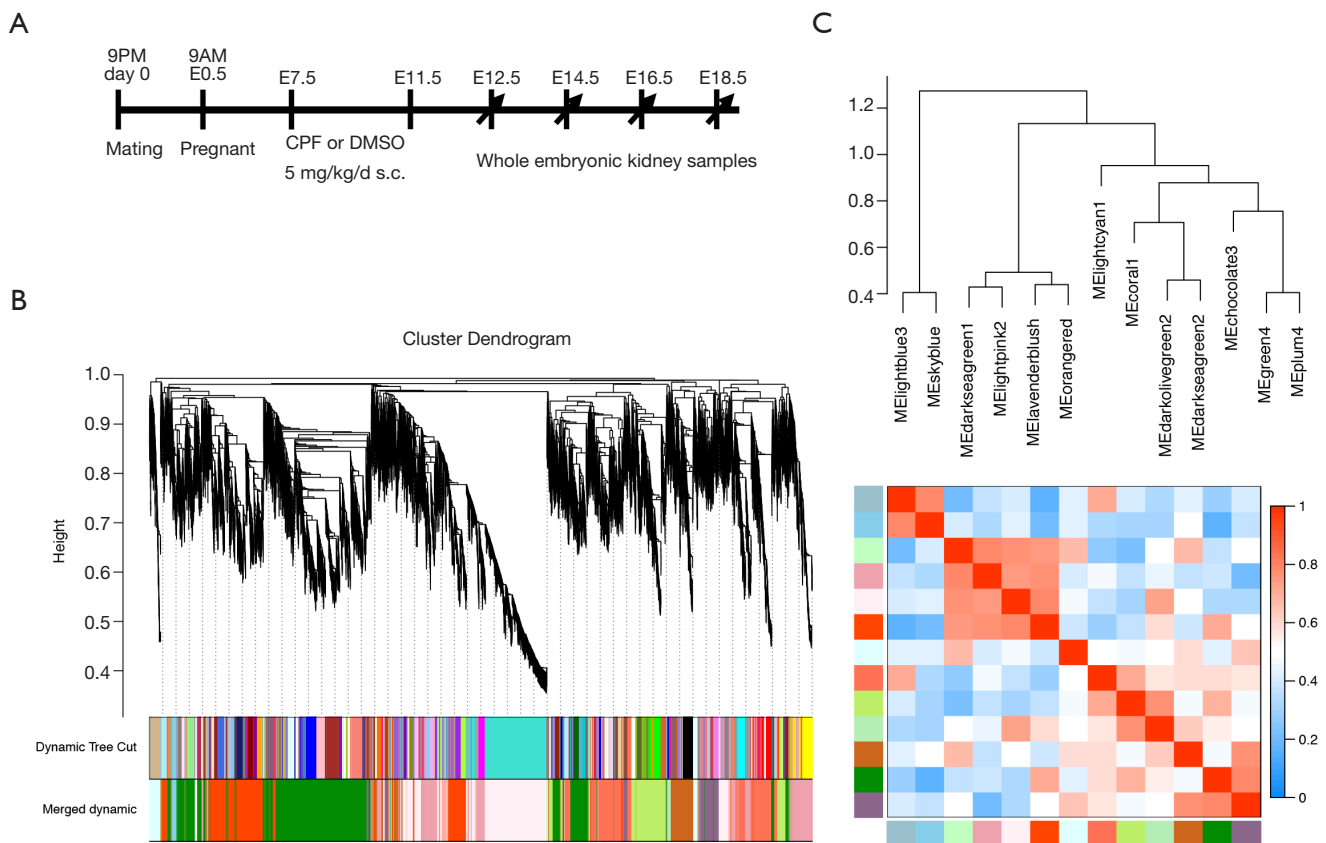 A
9PM
day 0
9AM
E0.5
E7.5
E11.5
E12.5
E14.5
E16.5
E18.5
Mating
Pregnant
CPF or DMSO
5 mg/kg/d s.c.
Whole embryonic kidney samples
B
Cluster Dendrogram
Height
1.0
0.9
0.8
0.7
0.6
0.5
0.4
Dynamic Tree Cut
Merged dynamic
C
1.2
1.0
0.8
0.6
0.4
MElightblue3
MEskyblue
MEdarkseagreen1
MElightpink2
MElavenderblush
MEorangered
MElightcyan1
MEcoral1
MEdarkolivegreen2
MEdarkseagreen2
MEchocolate3
MEgreen4
MEplum4
1
0.8
0.6
0.4
0.2
0